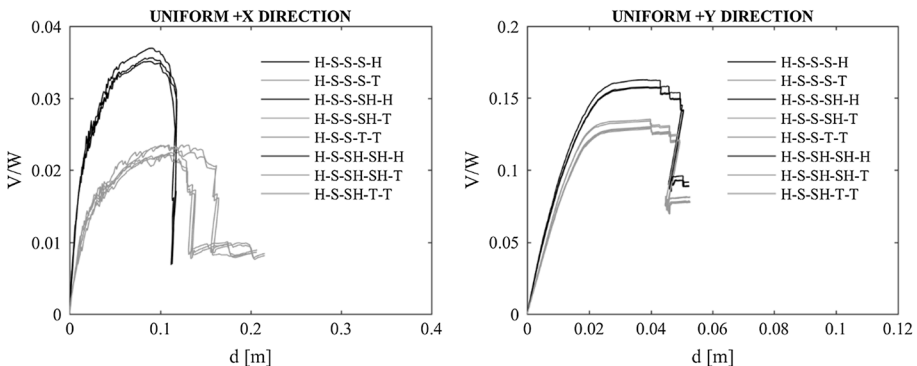 UNIFORM +X DIRECTION
V/W
0.04
0.03
0.02
0.01
0
H-S-S-S-H
H-S-S-S-T
H-S-S-SH-H
H-S-S-SH-T
H-S-S-T-T
H-S-SH-SH-H
H-S-SH-SH-T
H-S-SH-T-T
0 0.1 0.2 0.3 0.4
d [m]
UNIFORM +Y DIRECTION
V/W
0.2
0.15
0.1
0.05
0
H-S-S-S-H
H-S-S-S-T
H-S-S-SH-H
H-S-S-SH-T
H-S-S-T-T
H-S-SH-SH-H
H-S-SH-SH-T
H-S-SH-T-T
0 0.02 0.04 0.06 0.08 0.1 0.12
d [m]